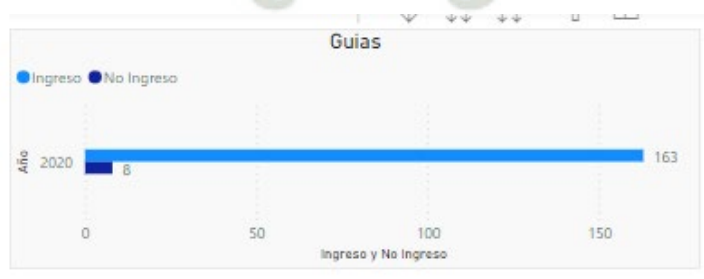 Guias
Ingreso No Ingreso
Año
2020
163
8
0 50 100 150
Ingreso y No Ingreso